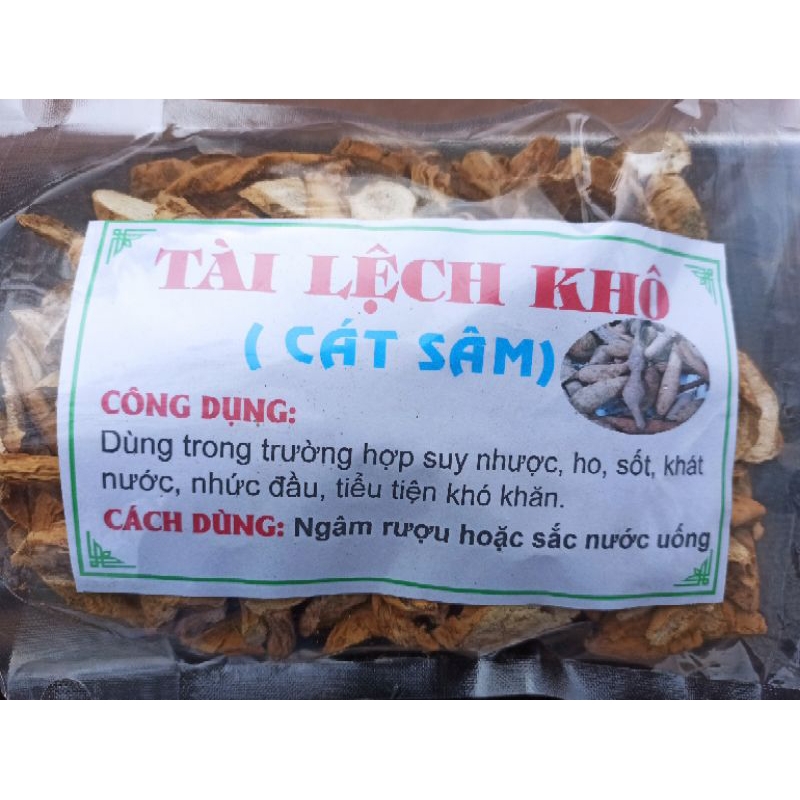 TÀI LỆCH KHÔ
( CÁT SÂM)
CÔNG DỤNG:
Dùng trong trường hợp suy nhược, ho, sốt, khát
nước, nhức đầu, tiểu tiện khó khăn.
CÁCH DÙNG: Ngâm rượu hoặc sắc nước uống